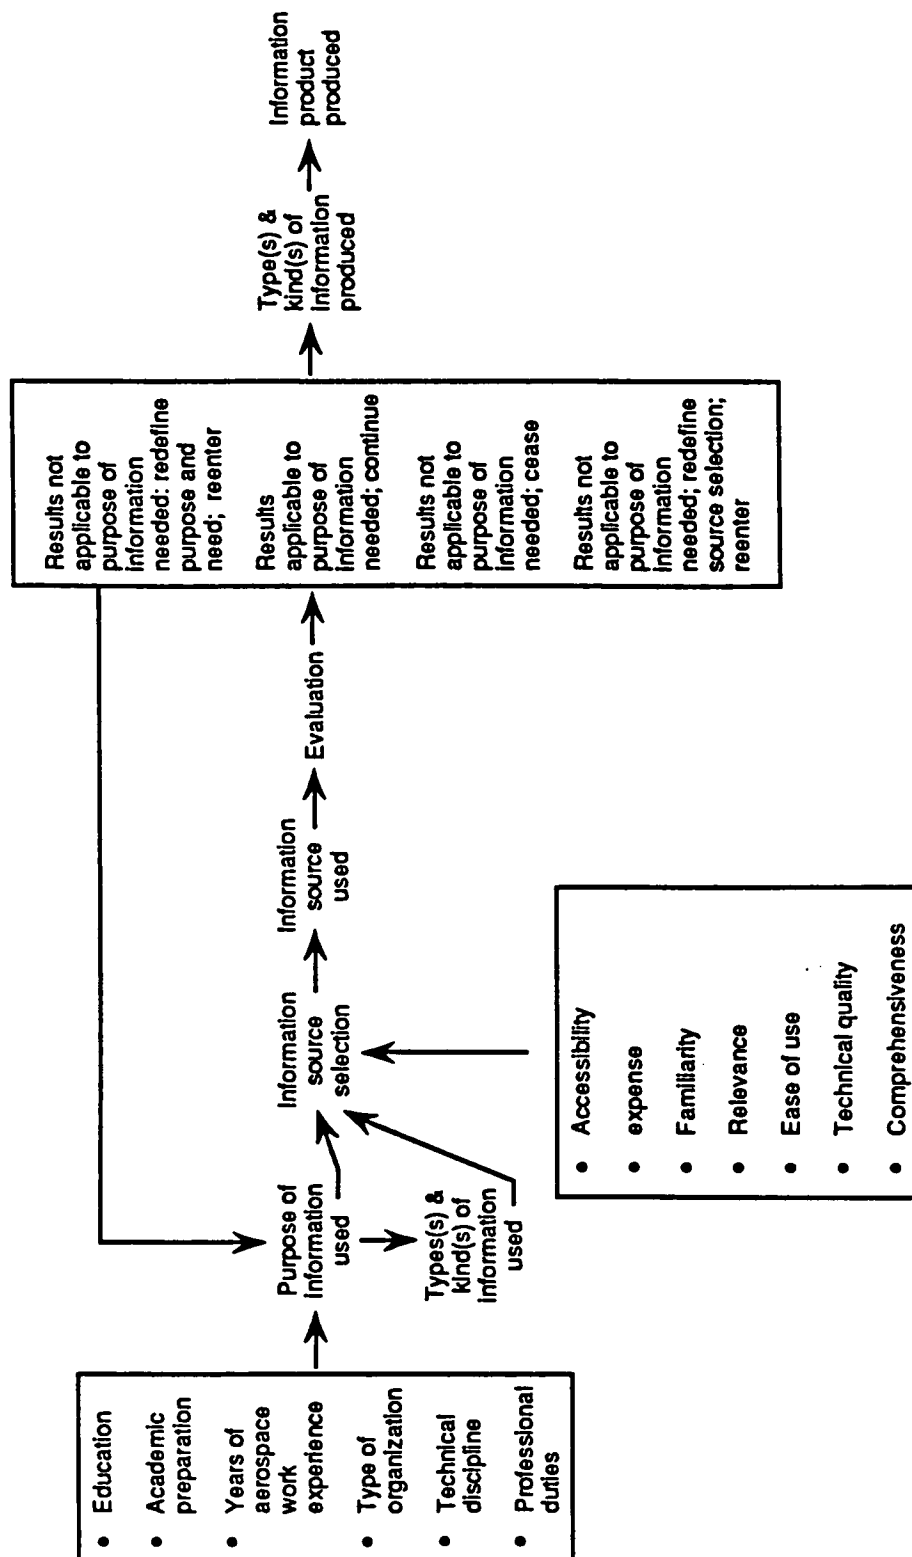 • Education
• Academic
preparation
• Years of
aerospace
work
experience
• Type of
organization
• Technical
discipline
• Professional
duties
Purpose of
information
used
Types(s) &
kind(s) of
information
used
Information
source
selection
• Accessibility
• expense
• Familiarity
• Relevance
• Ease of use
• Technical quality
• Comprehensiveness
Information
source
used
Evaluation
Results not
applicable to
purpose of
information
needed: redefine
purpose and
need; reenter
Results
applicable to
purpose of
information
needed; continue
Results not
applicable to
purpose of
information
needed; cease
Results not
applicable to
purpose of
information
needed; redefine
source selection;
reenter
Type(s) &
kind(s) of
information
produced
Information
product
produced